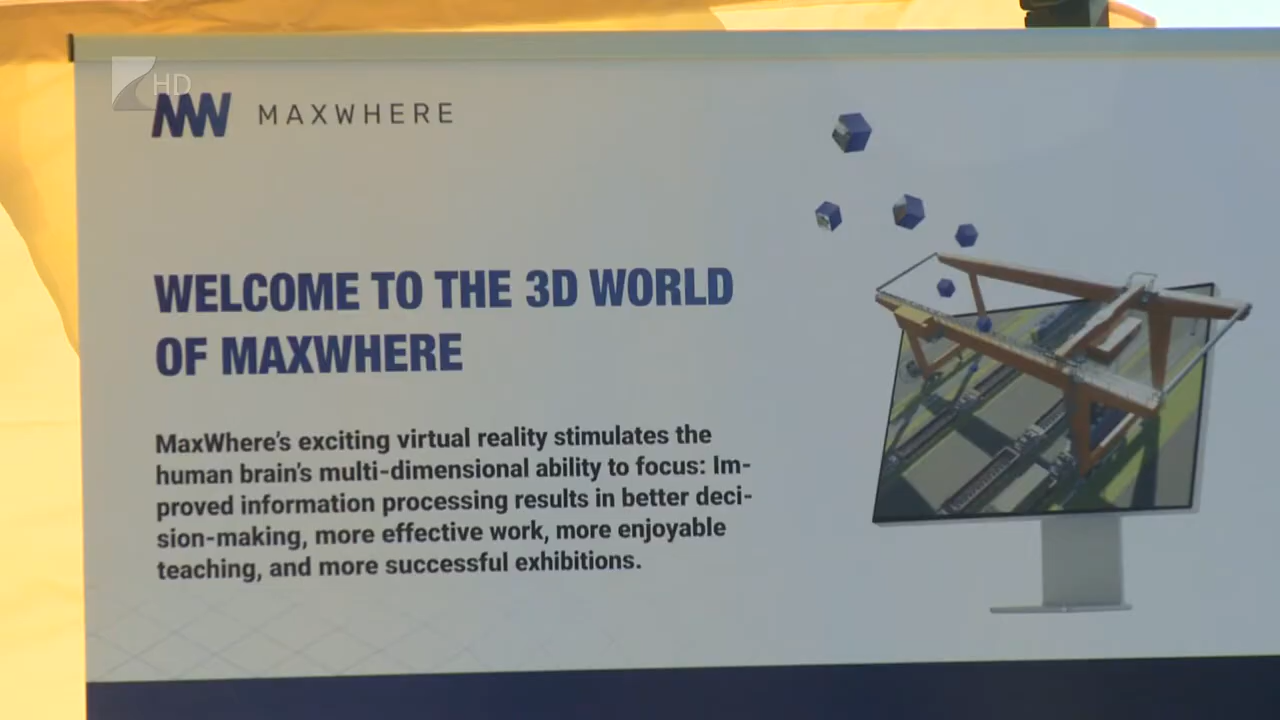 HD
MW MAXWHERE
WELCOME TO THE 3D WORLD
OF MAXWHERE
MaxWhere's exciting virtual reality stimulates the
human brain's multi-dimensional ability to focus: Im-
proved information processing results in better deci-
sion-making, more effective work, more enjoyable
teaching, and more successful exhibitions.